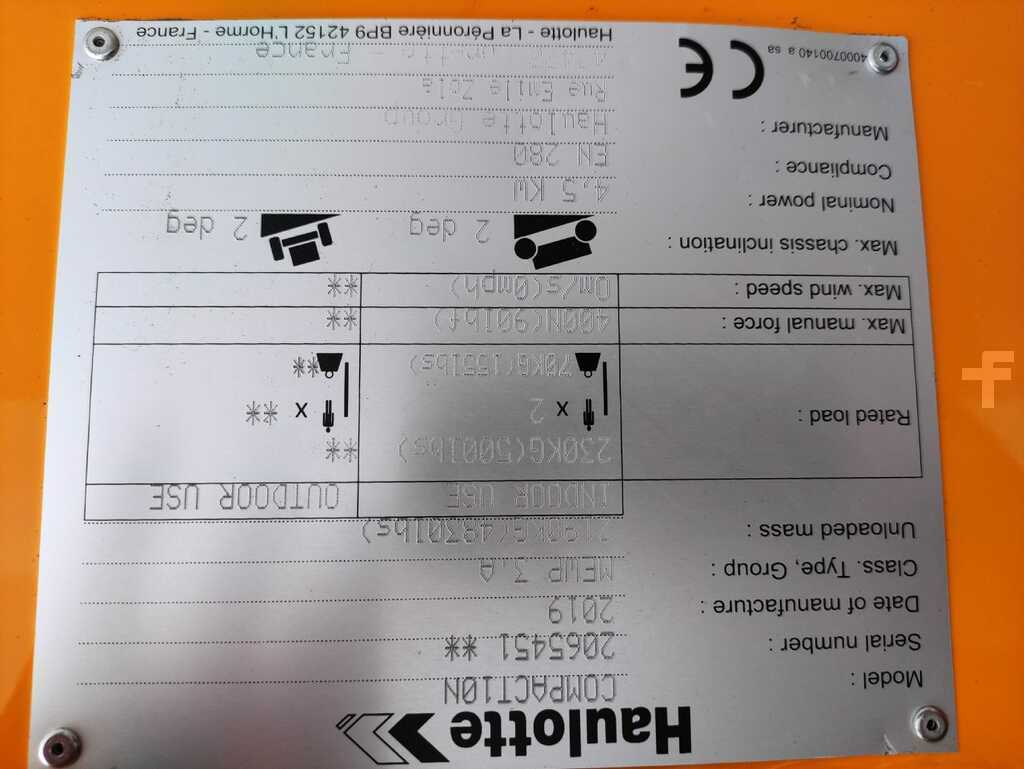 Haulotte
Model : COMPACT10N
Serial number : 2065451 **
Date of manufacture : 2019
Class. Type, Group : MEWP 3.A
Unloaded mass : 2190KG(4830lbs)
INDOOR USE OUTDOOR USE
Rated load : 230KG(500lbs) **
x 2 x **
70KG(155lbs) **
Max. manual force : 400N(90lbf) **
Max. wind speed : 0m/s(0mph) **
Max. chassis inclination : 2 deg 2 deg
Nominal power : 4,5 KW
Compliance : EN 280
Manufacturer : Haulotte Group
Rue Emile Zola
France
CE
4000700140 a sa
Haulotte - La Péronnière BP9 42152 L'Horme - France
f